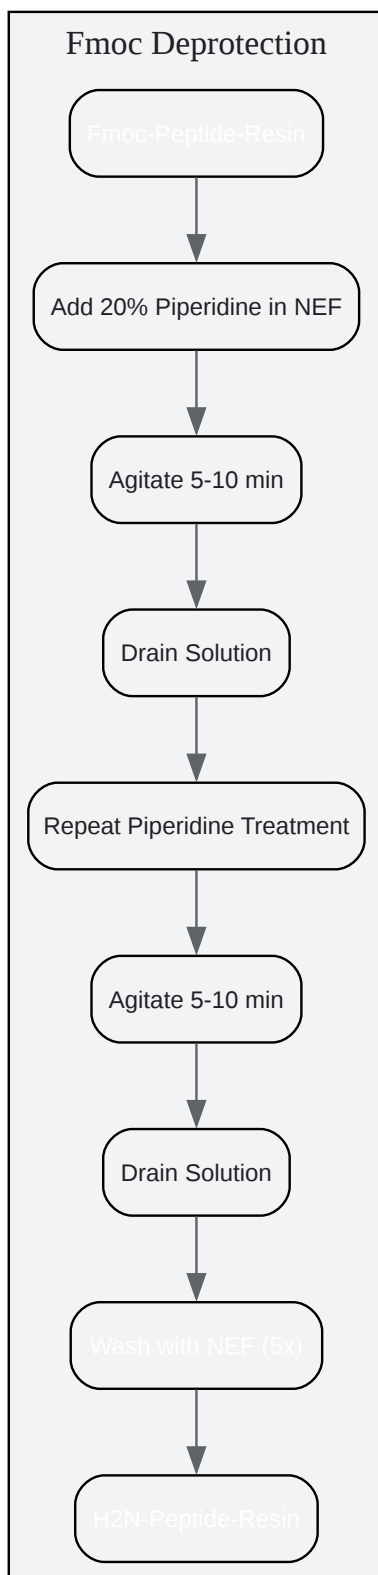 Fmoc Deprotection
Fmoc-Peptide-Resin
Add 20% Piperidine in NEF
Agitate 5-10 min
Drain Solution
Repeat Piperidine Treatment
Agitate 5-10 min
Drain Solution
Wash with NEF (5x)
H2N-Peptide-Resin